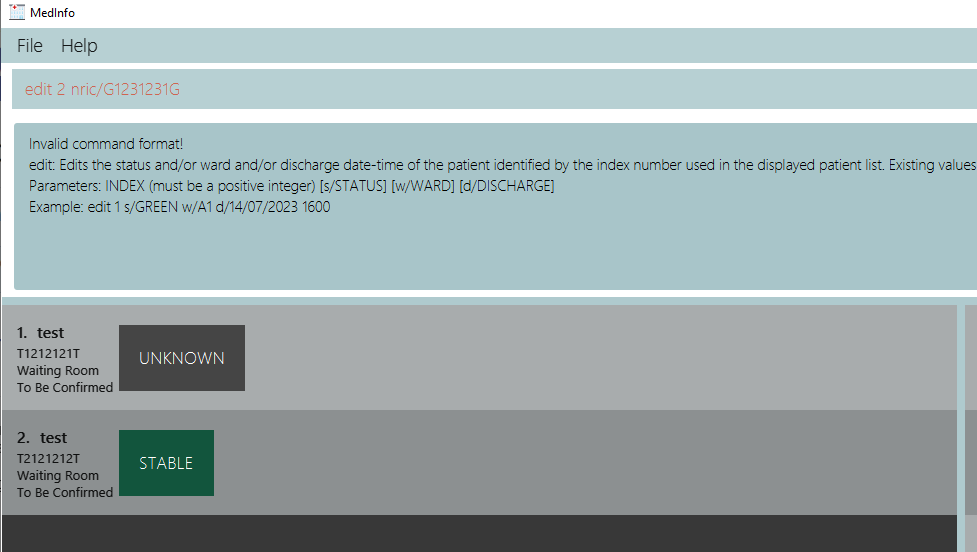 MedInfo
File Help
edit 2 nric/G1231231G
Invalid command format!
edit: Edits the status and/or ward and/or discharge date-time of the patient identified by the index number used in the displayed patient list. Existing values
Parameters: INDEX (must be a positive integer) [s/STATUS] [w/WARD] [d/DISCHARGE]
Example: edit 1 s/GREEN w/A1 d/14/07/2023 1600
1. test
T1212121T
Waiting Room
To Be Confirmed
UNKNOWN
2. test
T2121212T
Waiting Room
To Be Confirmed
STABLE